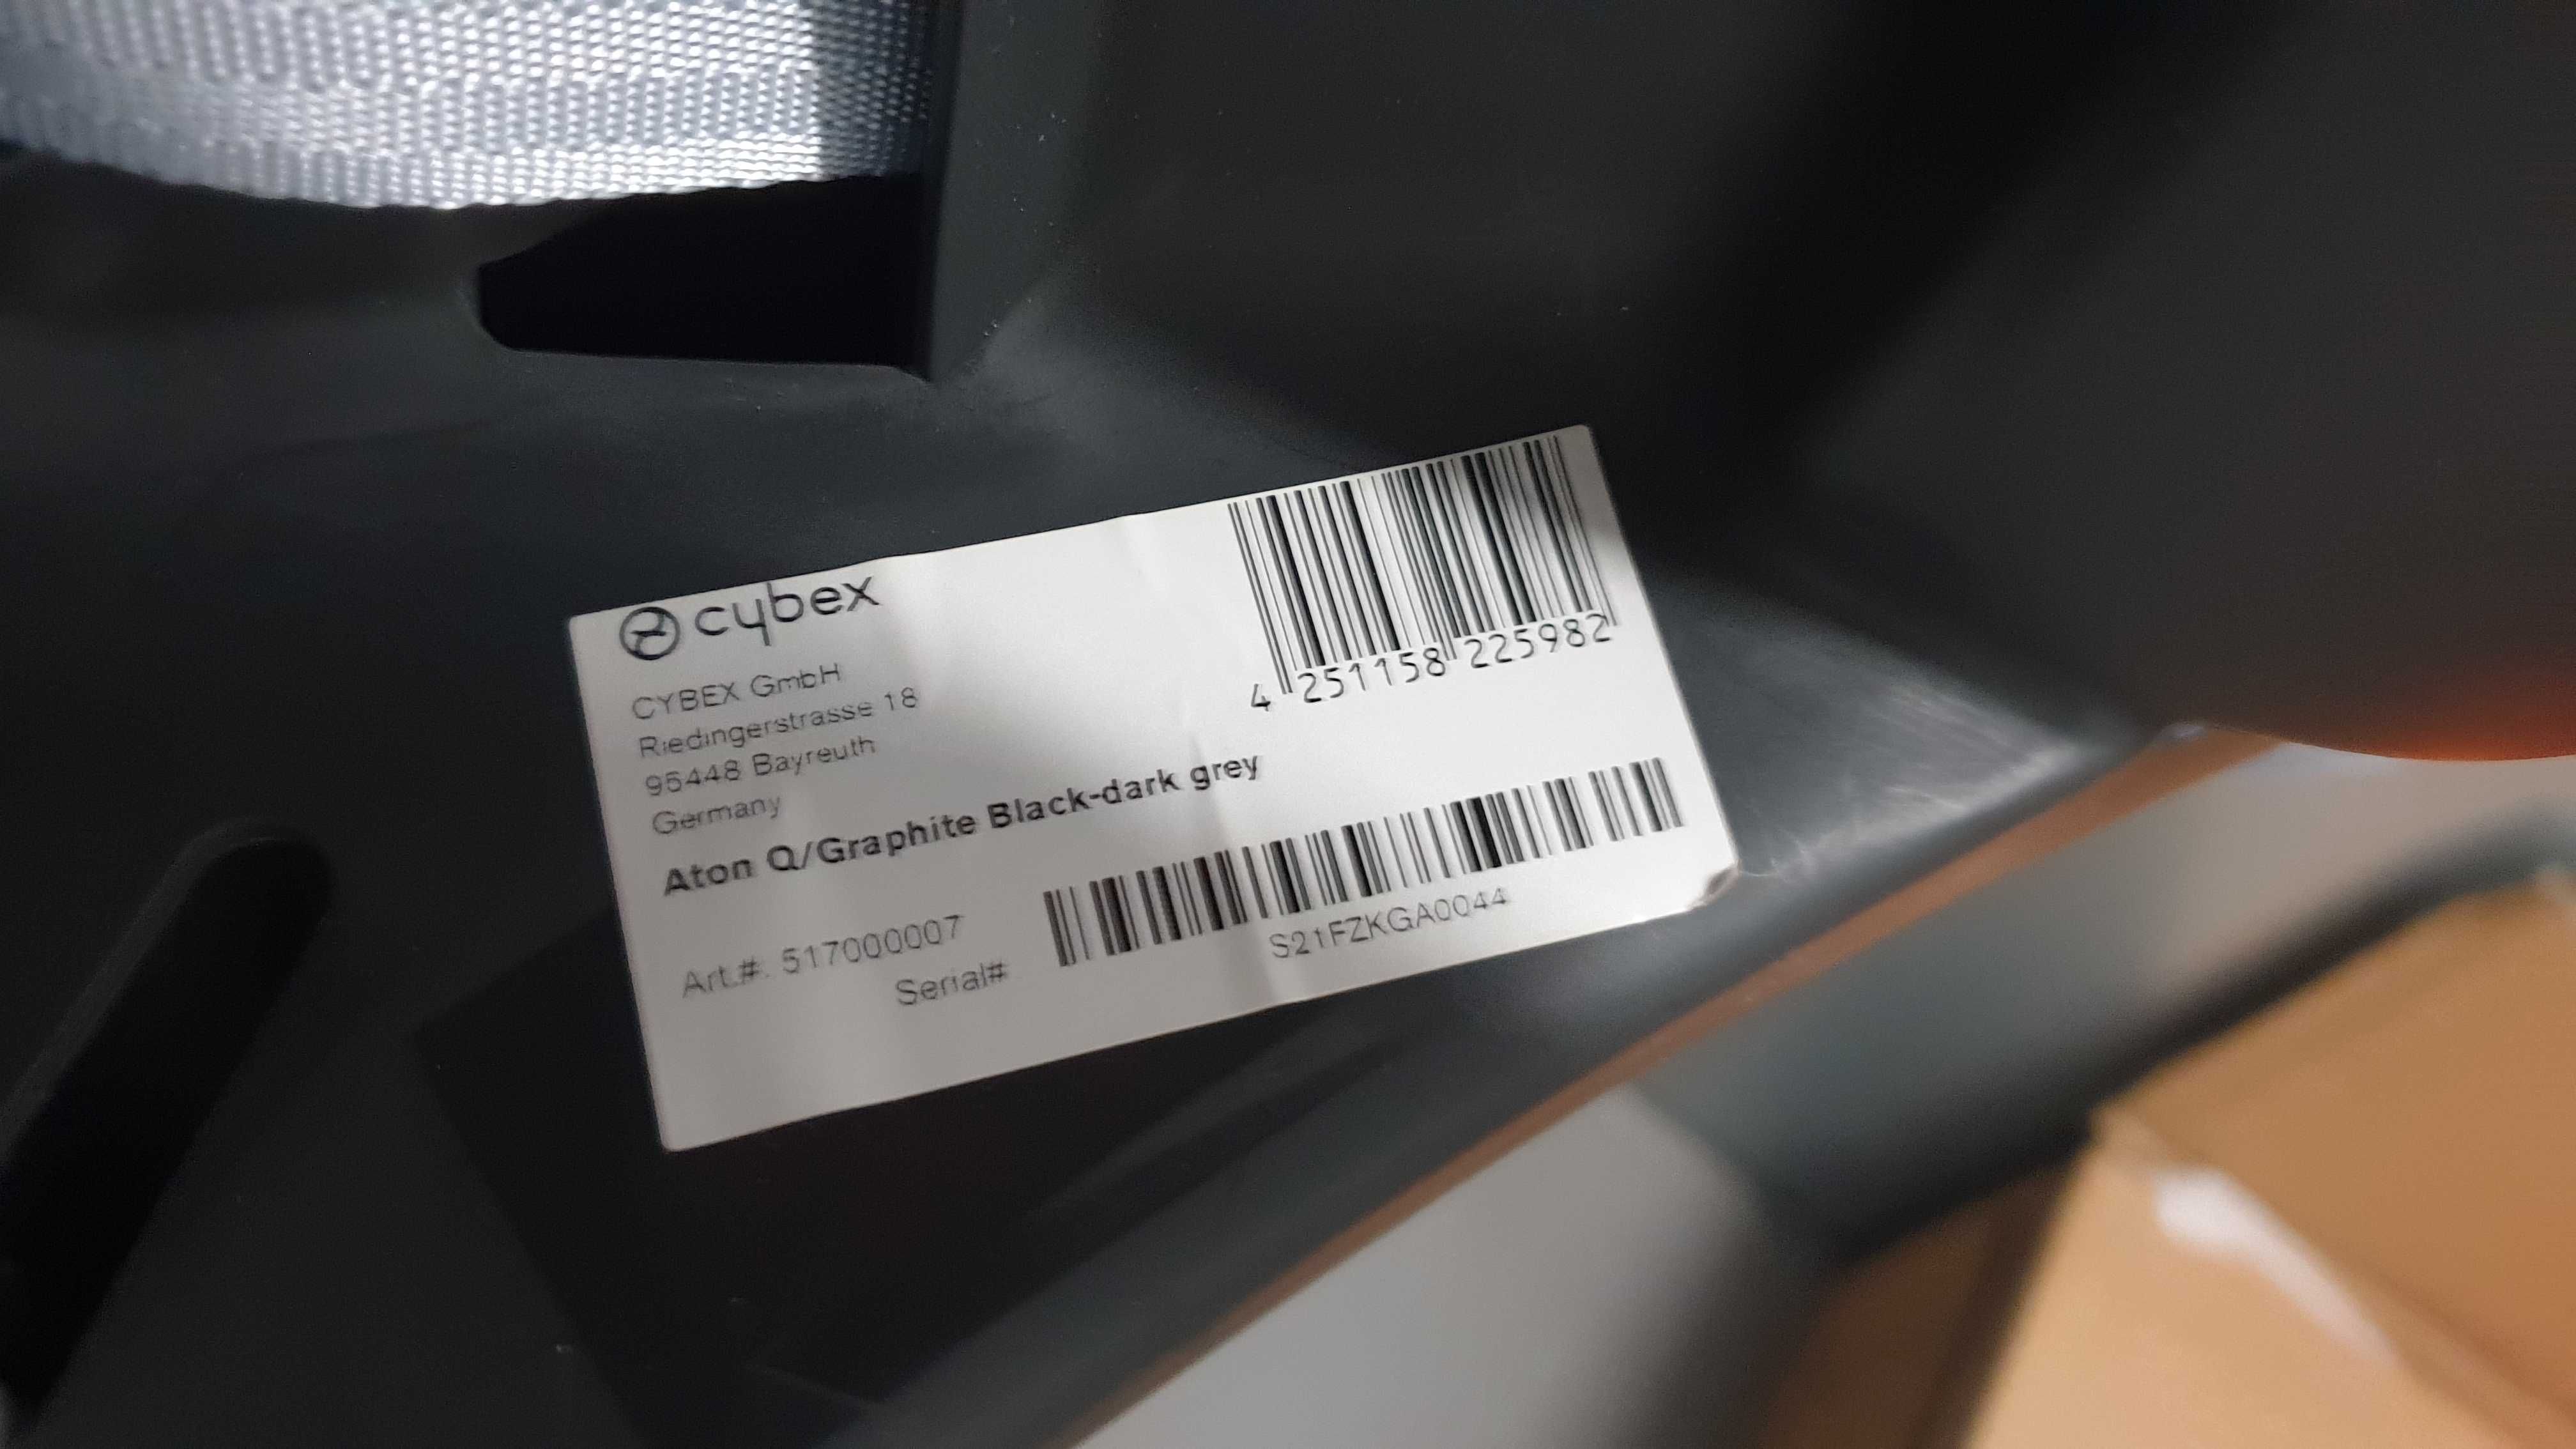 cybex
CYBEX GmbH
Riedingerstrasse 18
95448 Bayreuth
Germany
4 251158 225982
Aton Q/Graphite Black-dark grey
Art.#. 517000007
Serial#
S21FZKGA0044